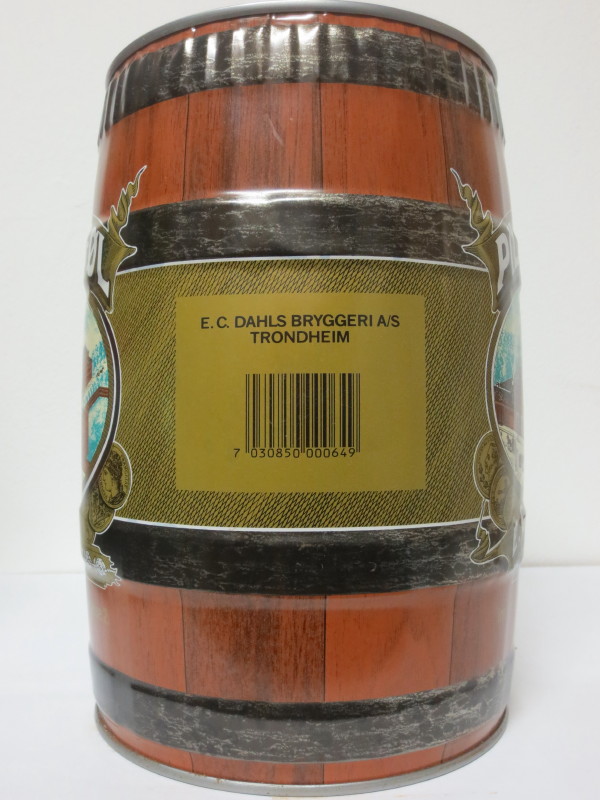 E. C. DAHLS BRYGGERI A/S
TRONDHEIM
7 030850 000649